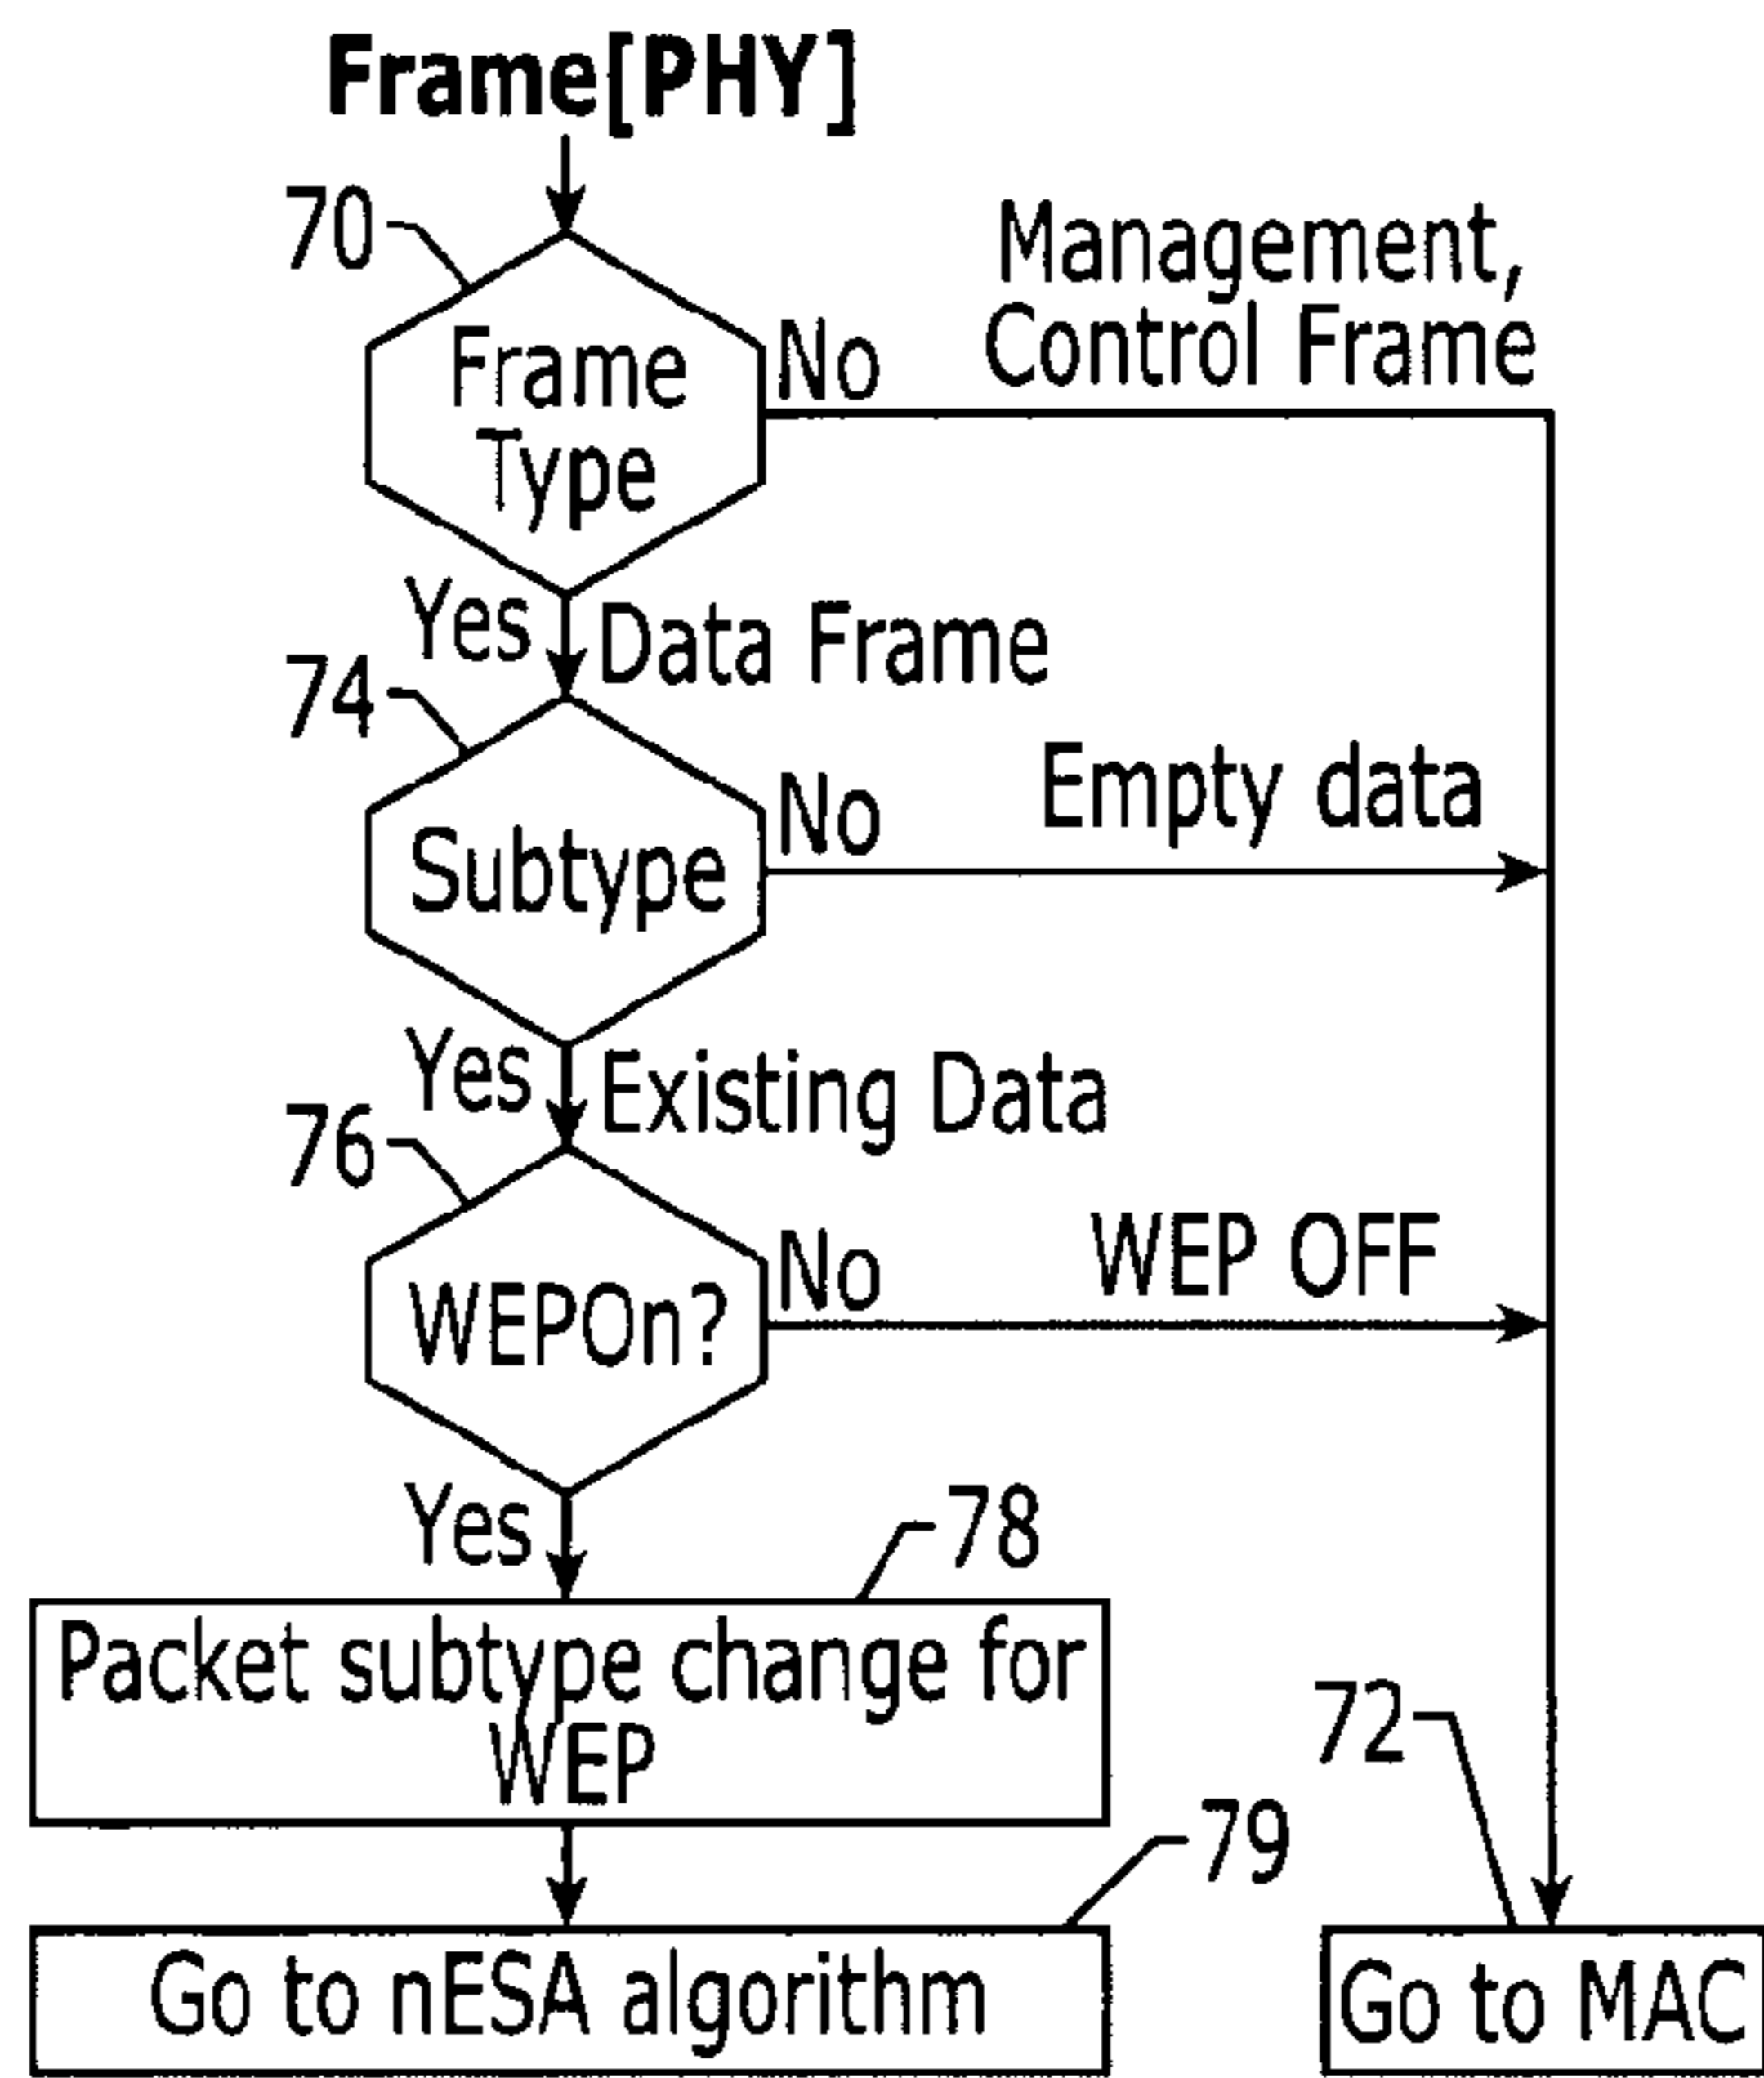 Frame[PHY]
70
Management,
Control Frame
No
Frame
Type
Yes
Data Frame
74
No
Empty data
Subtype
Yes
Existing Data
76
No
WEP OFF
WEPOn?
Yes
78
Packet subtype change for
WEP
72
79
Go to nESA algorithm
Go to MAC